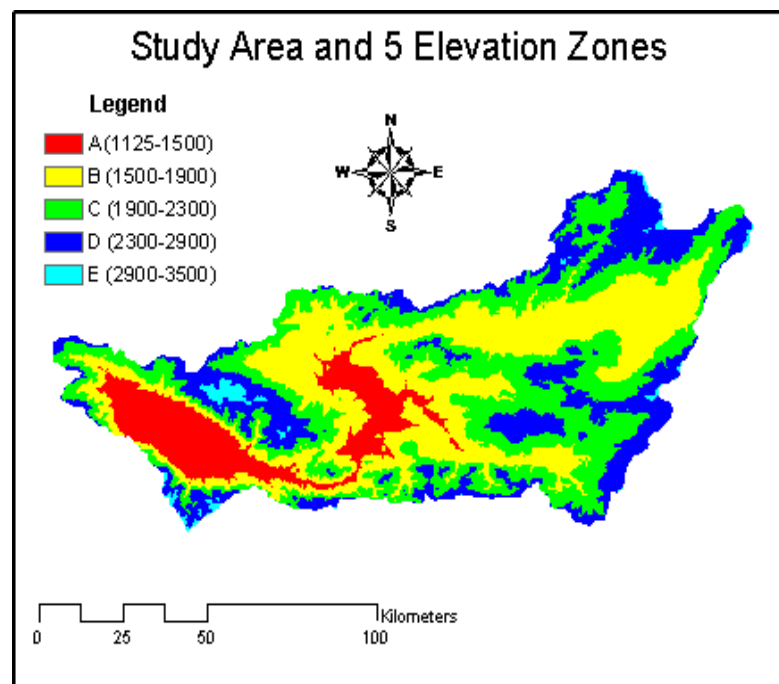 Study Area and 5 Elevation Zones
Legend
A (1125-1500)
B (1500-1900)
C (1900-2300)
D (2300-2900)
E (2900-3500)
N
W E
S
Kilometers
0 25 50 100